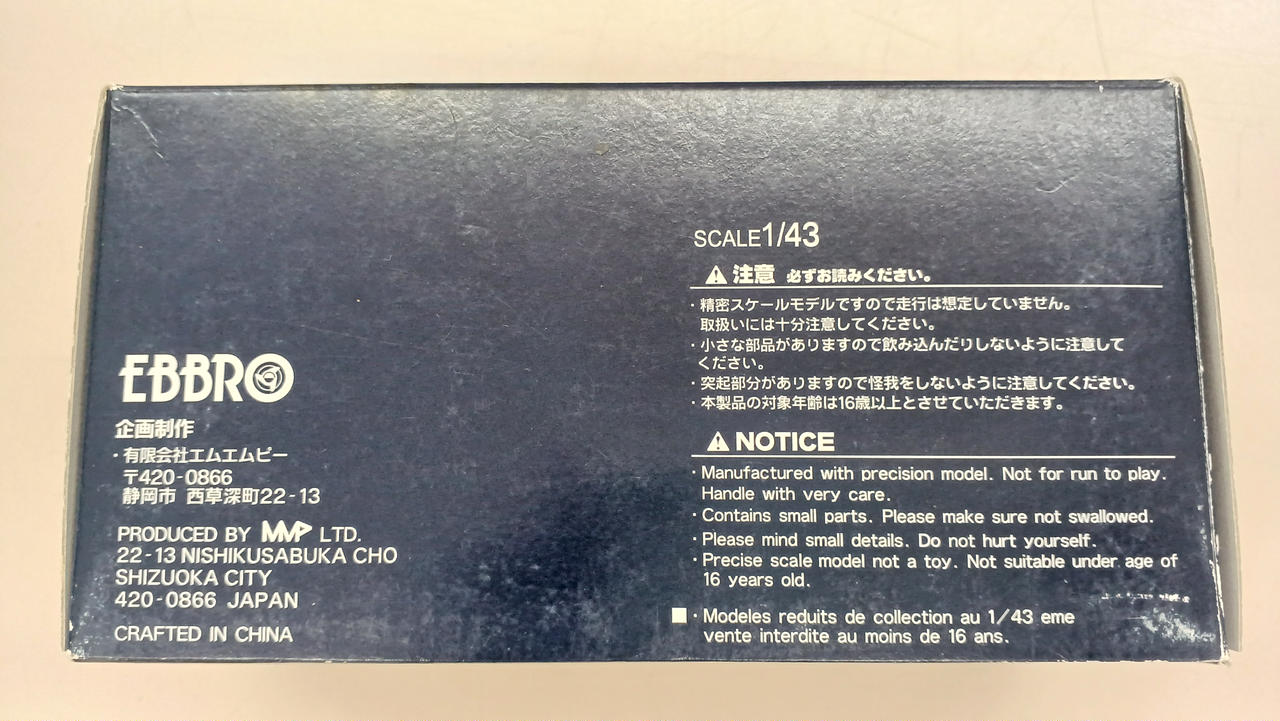 EBBRO
企画制作
・有限会社エムエムピー
〒420-0866
静岡市 西草深町22-13
PRODUCED BY MMP LTD.
22-13 NISHIKUSABUKA CHO
SHIZUOKA CITY
420-0866 JAPAN
CRAFTED IN CHINA
SCALE1/43
注意 必ずお読みください。
・精密スケールモデルですので走行は想定していません。
取扱いには十分注意してください。
・小さな部品がありますので飲み込んだりしないように注意して
ください。
・突起部分がありますので怪我をしないように注意してください。
・本製品の対象年齢は16歳以上とさせていただきます。
NOTICE
・Manufactured with precision model. Not for run to play.
Handle with very care.
・Contains small parts. Please make sure not swallowed.
・Please mind small details. Do not hurt yourself.
・Precise scale model not a toy. Not suitable under age of
16 years old.
・Modeles reduits de collection au 1/43 eme
vente interdite au moins de 16 ans.